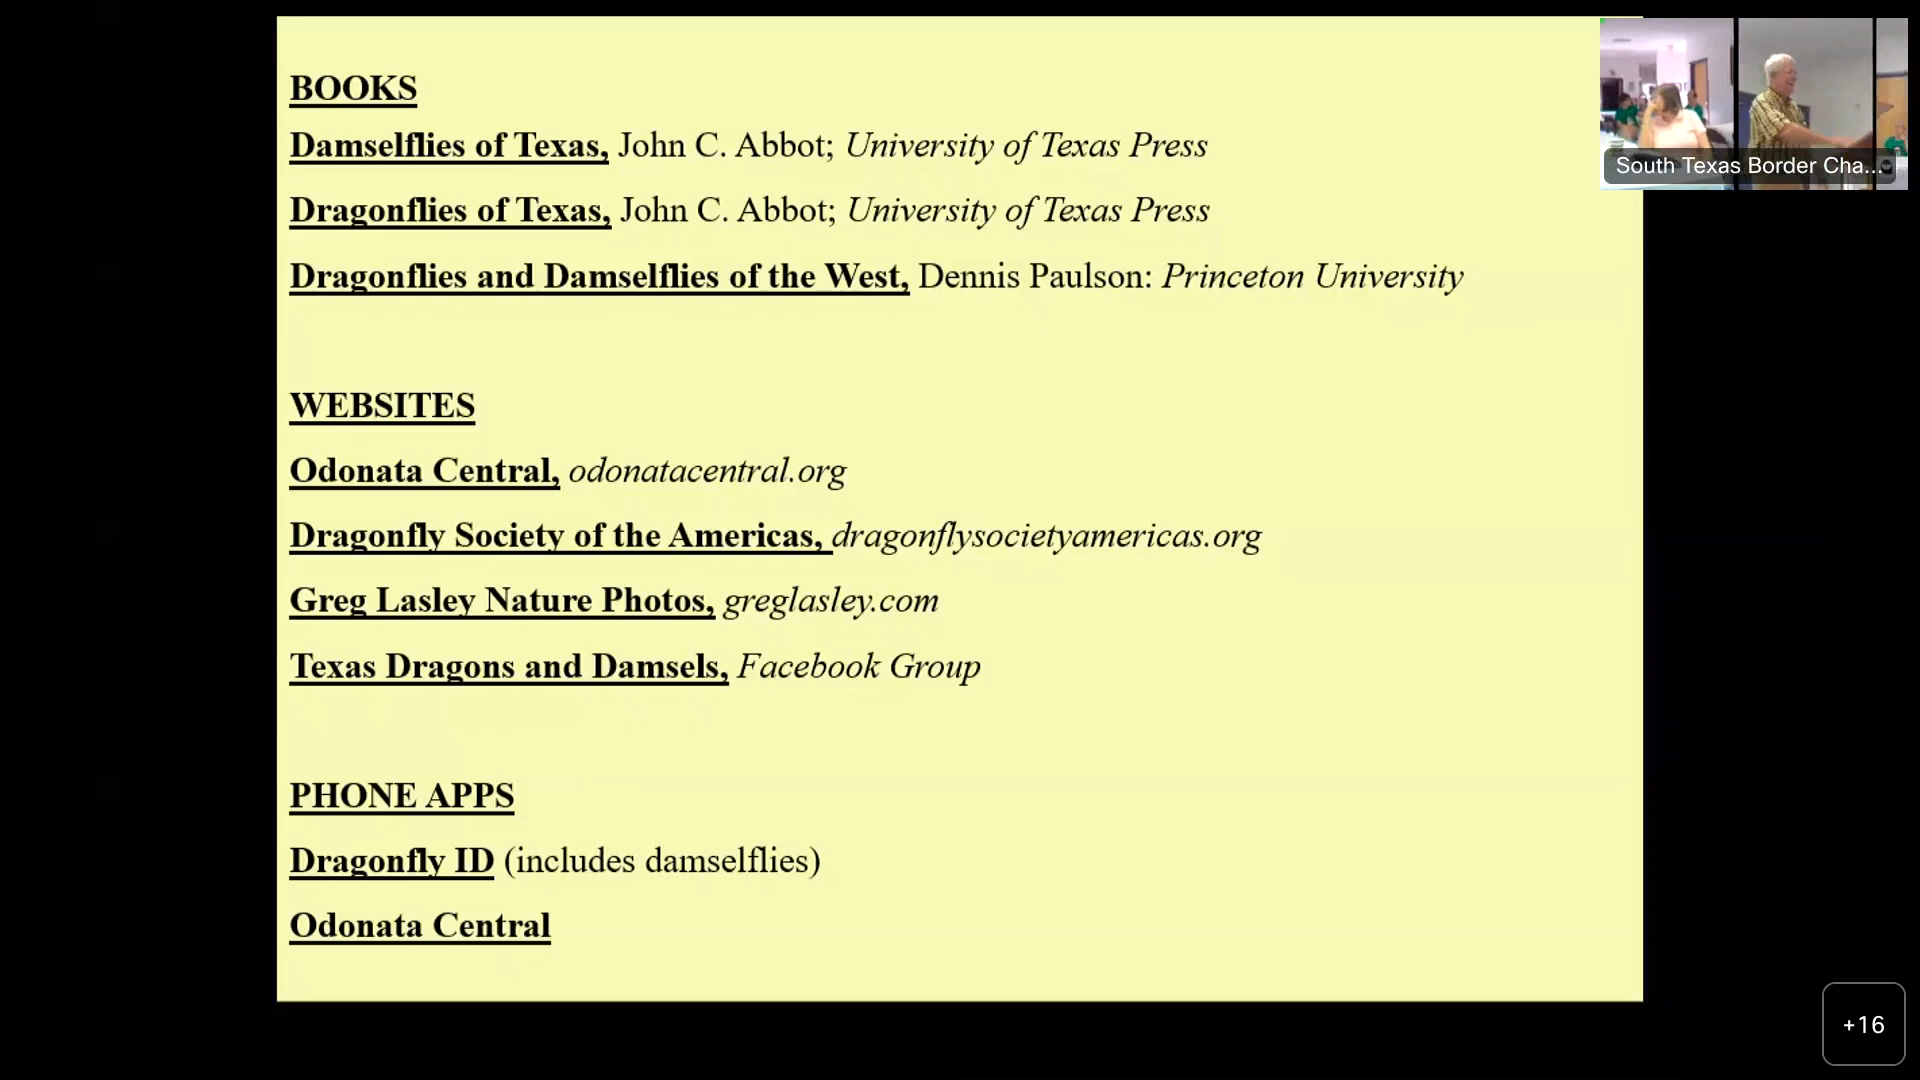 BOOKS
Damselflies of Texas, John C. Abbot; University of Texas Press
Dragonflies of Texas, John C. Abbot; University of Texas Press
Dragonflies and Damselflies of the West, Dennis Paulson: Princeton University
WEBSITES
Odonata Central, odonatacentral.org
Dragonfly Society of the Americas, dragonflysocietyamericas.org
Greg Lasley Nature Photos, greglasley.com
Texas Dragons and Damsels, Facebook Group
PHONE APPS
Dragonfly ID (includes damselflies)
Odonata Central
South Texas Border Cha...
+16